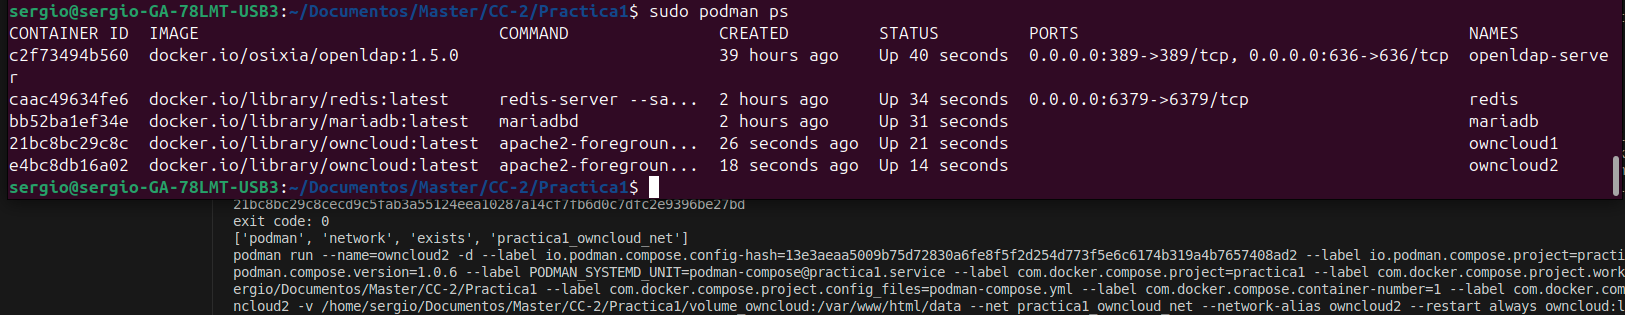 sergio@sergio-GA-78LMT-USB3:~/Documentos/Master/CC-2/Practica1$ sudo podman ps
CONTAINER ID  IMAGE                              COMMAND               CREATED         STATUS         PORTS                                       NAMES
c2f73494b560  docker.io/osixia/openldap:1.5.0                          39 hours ago    Up 40 seconds  0.0.0.0:389->389/tcp, 0.0.0.0:636->636/tcp  openldap-serve
r
caac49634fe6  docker.io/library/redis:latest     redis-server --sa...  2 hours ago     Up 34 seconds  0.0.0.0:6379->6379/tcp                      redis
bb52ba1ef34e  docker.io/library/mariadb:latest   mariadbd              2 hours ago     Up 31 seconds                                              mariadb
21bc8bc29c8c  docker.io/library/owncloud:latest  apache2-foregroun...  26 seconds ago  Up 21 seconds                                              owncloud1
e4bc8db16a02  docker.io/library/owncloud:latest  apache2-foregroun...  18 seconds ago  Up 14 seconds                                              owncloud2
sergio@sergio-GA-78LMT-USB3:~/Documentos/Master/CC-2/Practica1$
21bc8bc29c8cecd9c5fab3a55124eea10287a14cf7fb6d0c7dfc2e9396be27bd
exit code: 0
['podman', 'network', 'exists', 'practica1_owncloud_net']
podman run --name=owncloud2 -d --label io.podman.compose.config-hash=13e3aeaa5009b75d72830a6fe8f5f2d254d773f5e6c6174b319a4b7657408ad2 --label io.podman.compose.project=practi
podman.compose.version=1.0.6 --label PODMAN_SYSTEMD_UNIT=podman-compose@practica1.service --label com.docker.compose.project=practica1 --label com.docker.compose.project.work
ergio/Documentos/Master/CC-2/Practica1 --label com.docker.compose.project.config_files=podman-compose.yml --label com.docker.compose.container-number=1 --label com.docker.com
ncloud2 -v /home/sergio/Documentos/Master/CC-2/Practica1/volume_owncloud:/var/www/html/data --net practica1_owncloud_net --network-alias owncloud2 --restart always owncloud:l